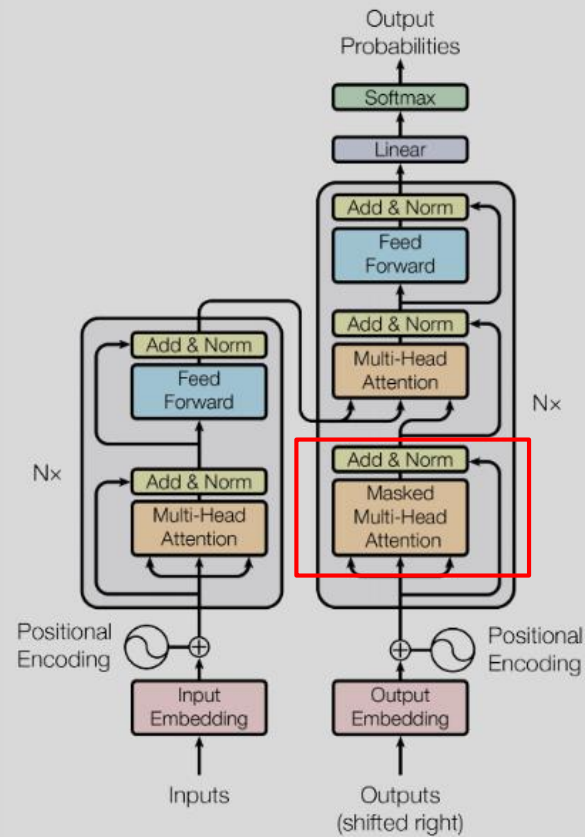 Output
Probabilities
Softmax
Linear
Add & Norm
Feed
Forward
Add & Norm
Multi-Head
Attention
Nx
Add & Norm
Masked
Multi-Head
Attention
Add & Norm
Feed
Forward
Nx
Add & Norm
Multi-Head
Attention
Positional
Encoding
Positional
Encoding
Input
Embedding
Output
Embedding
Inputs
Outputs
(shifted right)